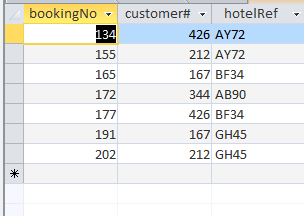 bookingNo customer# hotelRef
134 426 AY72
155 212 AY72
165 167 BF34
172 344 AB90
177 426 BF34
191 167 GH45
202 212 GH45